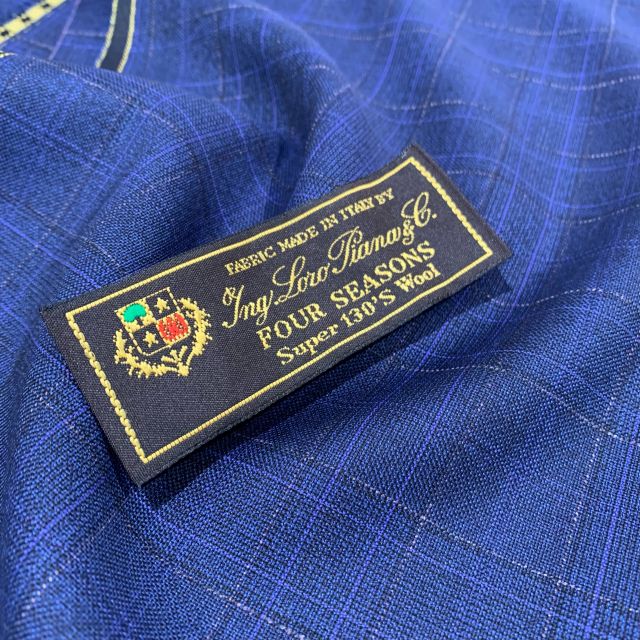 FABRIC MADE IN ITALY BY
Ing Loro Piana & C.
FOUR SEASONS
Super 130'S Wool